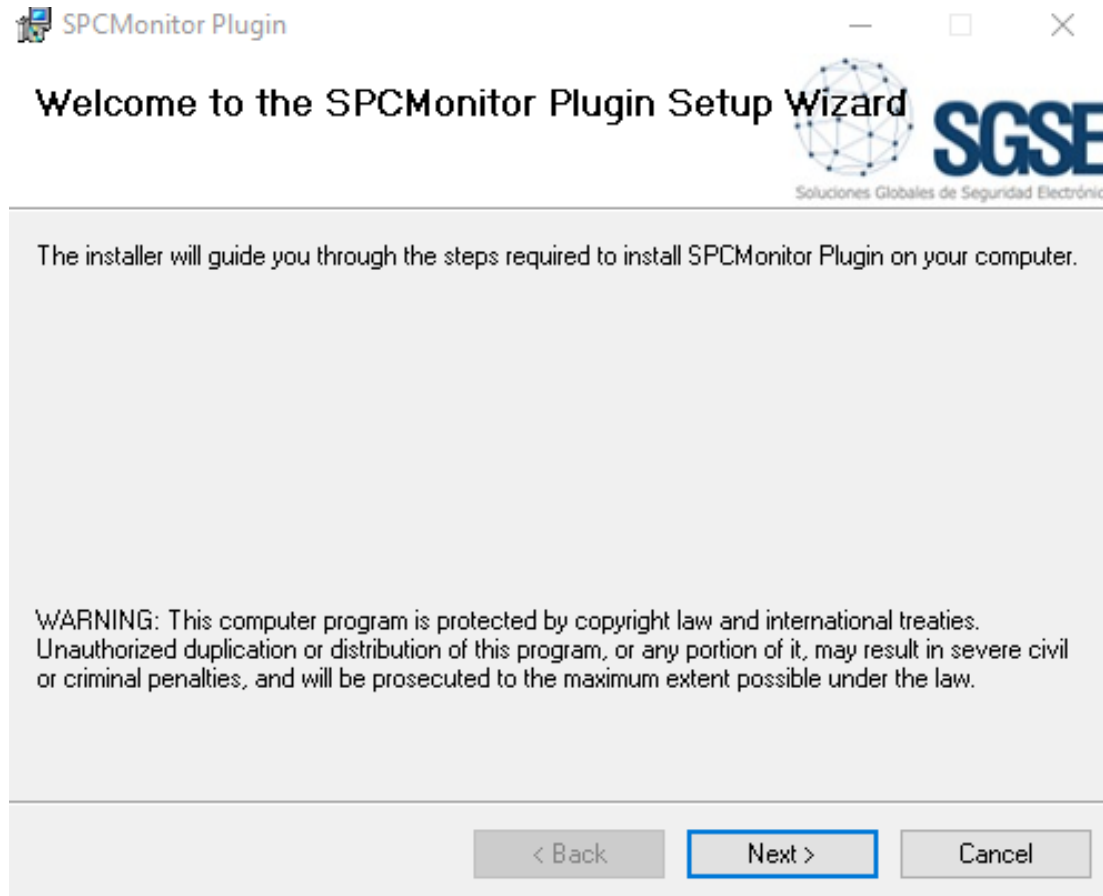 SPCMonitor Plugin
Welcome to the SPCMonitor Plugin Setup Wizard
SGSE
Soluciones Globales de Seguridad Electrónic
The installer will guide you through the steps required to install SPCMonitor Plugin on your computer.
WARNING: This computer program is protected by copyright law and international treaties.
Unauthorized duplication or distribution of this program, or any portion of it, may result in severe civil
or criminal penalties, and will be prosecuted to the maximum extent possible under the law.
< Back
Next >
Cancel